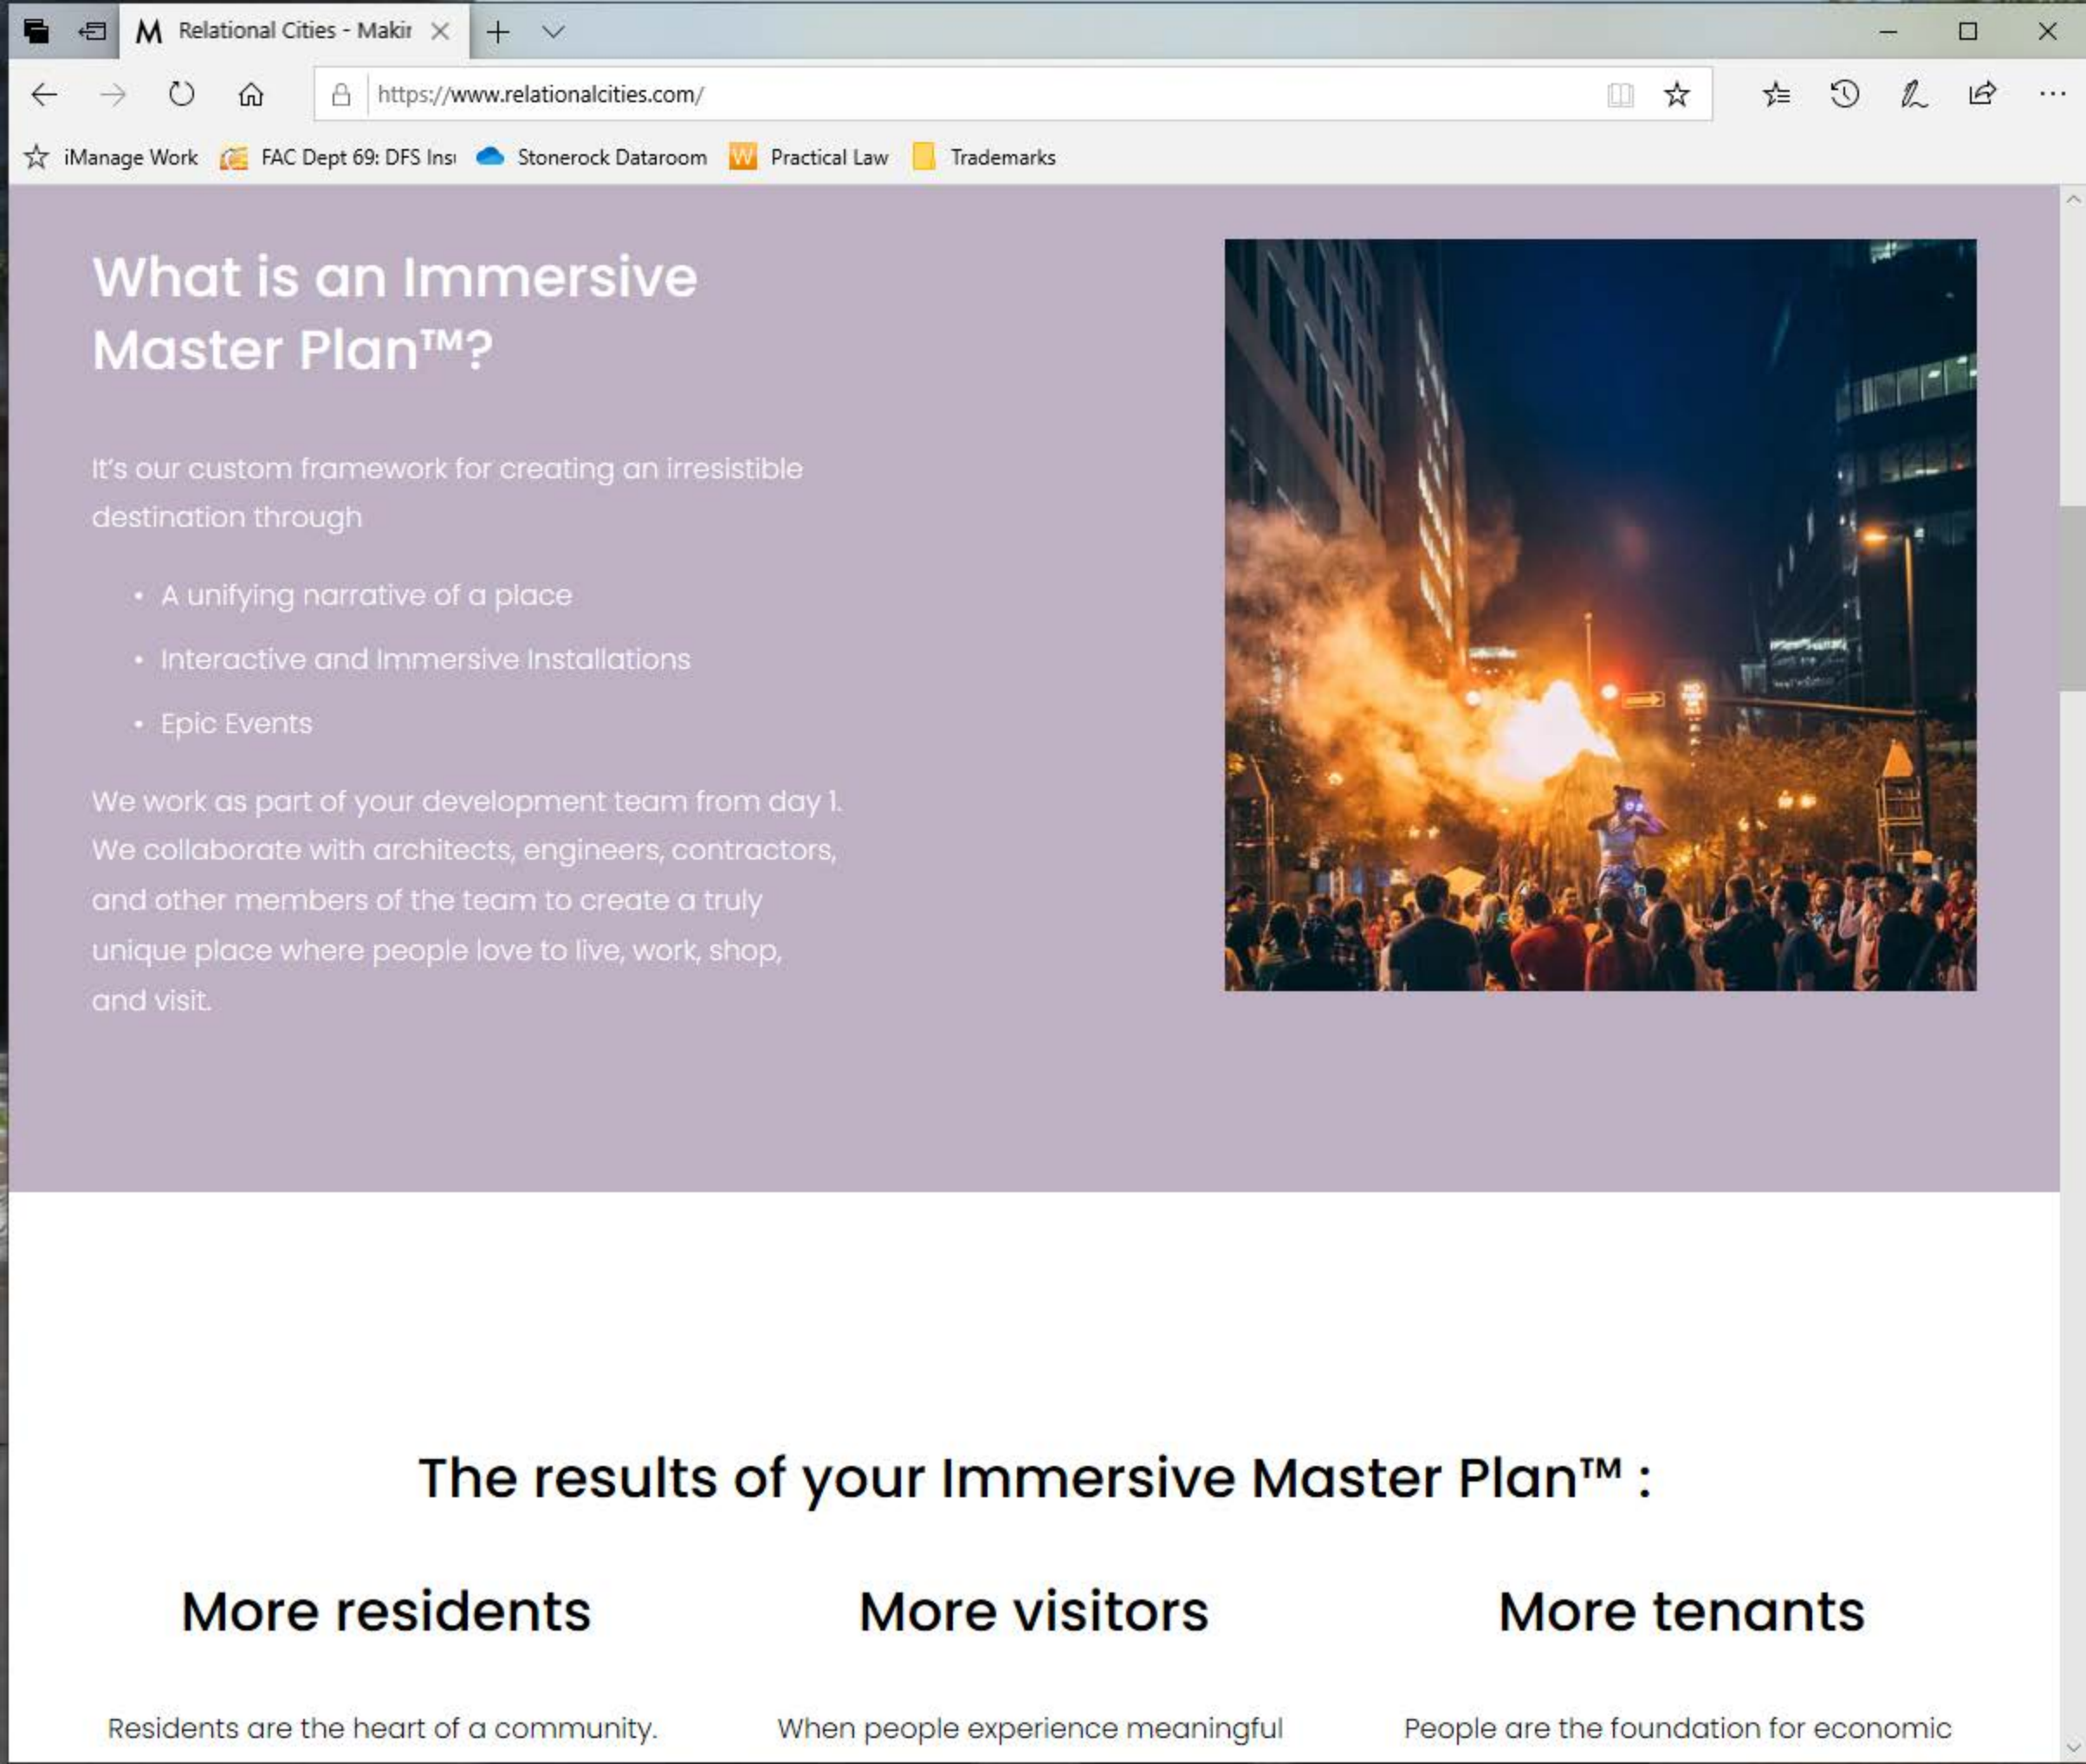 Relational Cities - Makir
https://www.relationalcities.com/
iManage Work
FAC Dept 69: DFS Insu
Stonerock Dataroom
Practical Law
Trademarks
What is an Immersive
Master Plan™?
It's our custom framework for creating an irresistible
destination through
• A unifying narrative of a place
• Interactive and Immersive Installations
• Epic Events
We work as part of your development team from day 1.
We collaborate with architects, engineers, contractors,
and other members of the team to create a truly
unique place where people love to live, work, shop,
and visit.
The results of your Immersive Master Plan™ :
More residents
More visitors
More tenants
Residents are the heart of a community.
When people experience meaningful
People are the foundation for economic